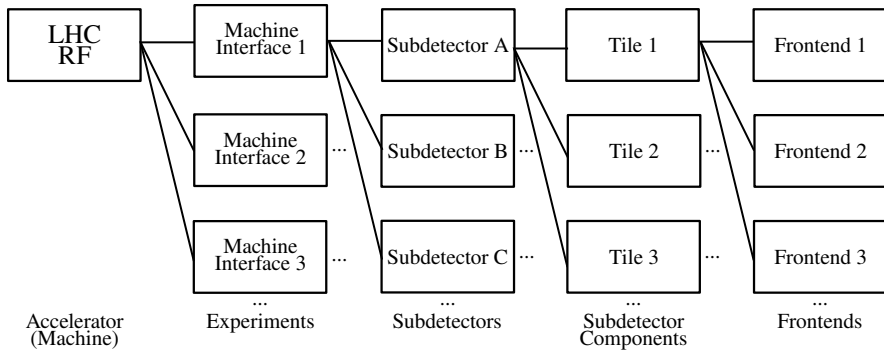 LHC
RF
Machine
Interface 1
Subdetector A
Tile 1
Frontend 1
Machine
Interface 2
...
Subdetector B
...
Tile 2
...
Frontend 2
Machine
Interface 3
...
Subdetector C
...
Tile 3
...
Frontend 3
...
...
...
...
Accelerator
(Machine)
Experiments
Subdetectors
Subdetector
Components
Frontends